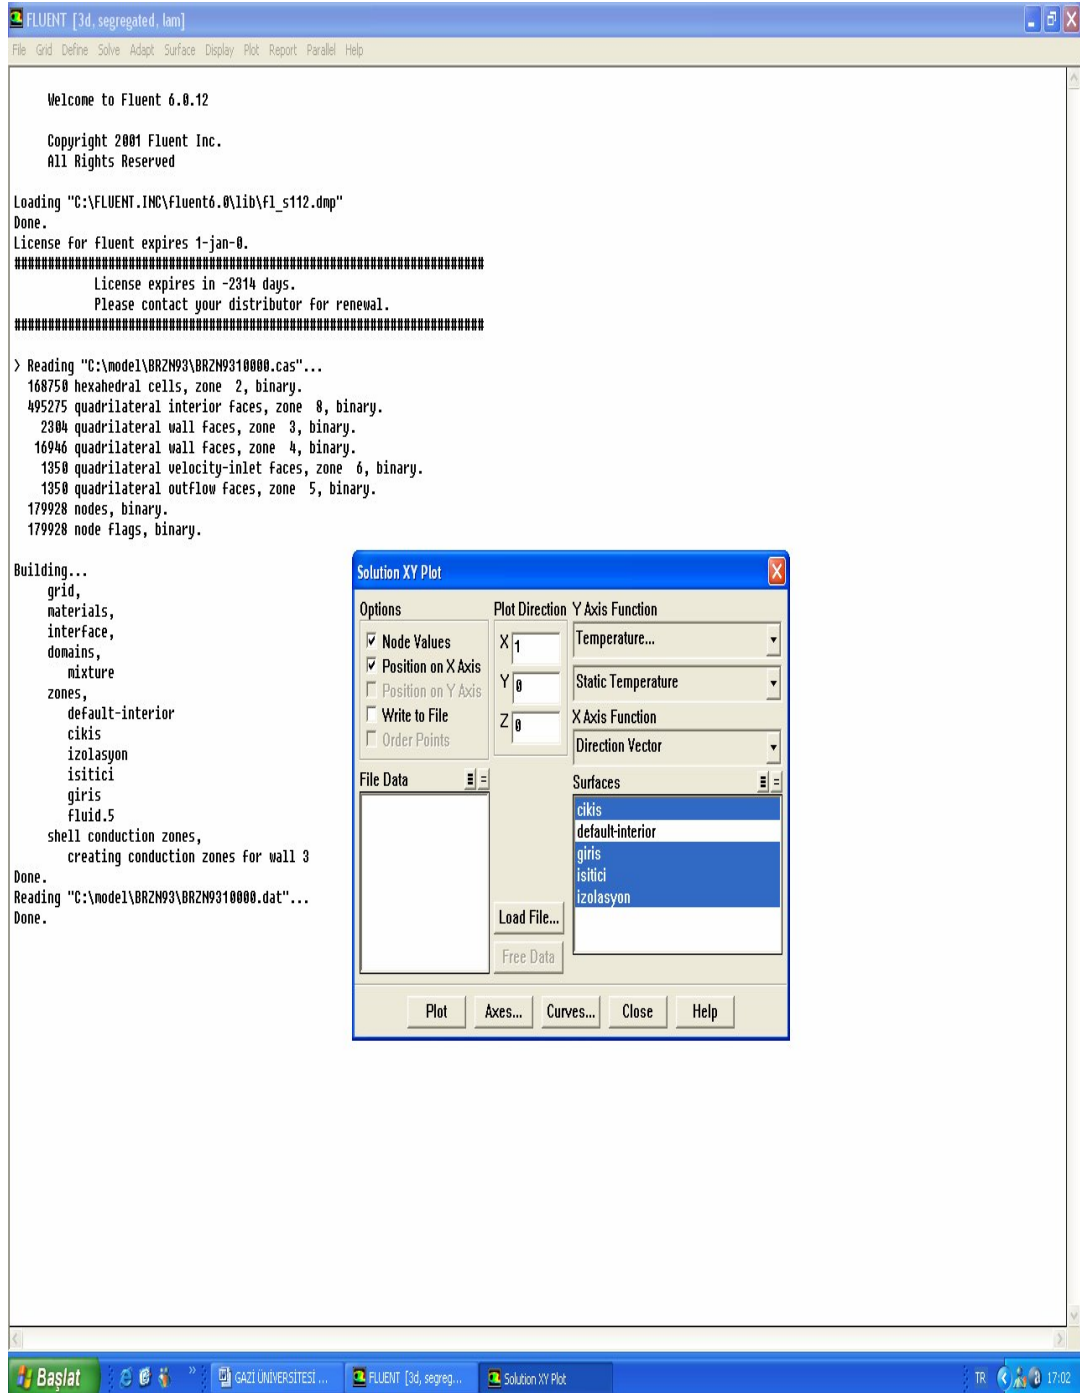 FLUENT [3d, segregated, lam]
File Grid Define Solve Adapt Surface Display Plot Report Parallel Help
Welcome to Fluent 6.0.12
Copyright 2001 Fluent Inc.
All Rights Reserved
Loading "C:\FLUENT.INC\fluent6.0\lib\fl_s112.dmp"
Done.
License for fluent expires 1-jan-0.
######################################################################
License expires in -2314 days.
Please contact your distributor for renewal.
######################################################################
> Reading "C:\model\BRZN93\BRZN9310000.cas"...
168750 hexahedral cells, zone 2, binary.
495275 quadrilateral interior faces, zone 8, binary.
2304 quadrilateral wall faces, zone 3, binary.
16946 quadrilateral wall faces, zone 4, binary.
1350 quadrilateral velocity-inlet faces, zone 6, binary.
1350 quadrilateral outflow faces, zone 5, binary.
179928 nodes, binary.
179928 node flags, binary.
Building...
grid,
materials,
interface,
domains,
mixture
zones,
default-interior
cikis
izolasyon
isitici
giris
fluid.5
shell conduction zones,
creating conduction zones for wall 3
Done.
Reading "C:\model\BRZN93\BRZN9310000.dat"...
Done.
Solution XY Plot
Options
Node Values
Position on X Axis
Position on Y Axis
Write to File
Order Points
Plot Direction
X 1
Y 0
Z 0
Y Axis Function
Temperature...
Static Temperature
X Axis Function
Direction Vector
File Data
Load File...
Free Data
Surfaces
cikis
default-interior
giris
isitici
izolasyon
Plot Axes... Curves... Close Help
Başlat GAZİ ÜNİVERSİTESİ ... FLUENT [3d, segreg... Solution XY Plot TR 17:02